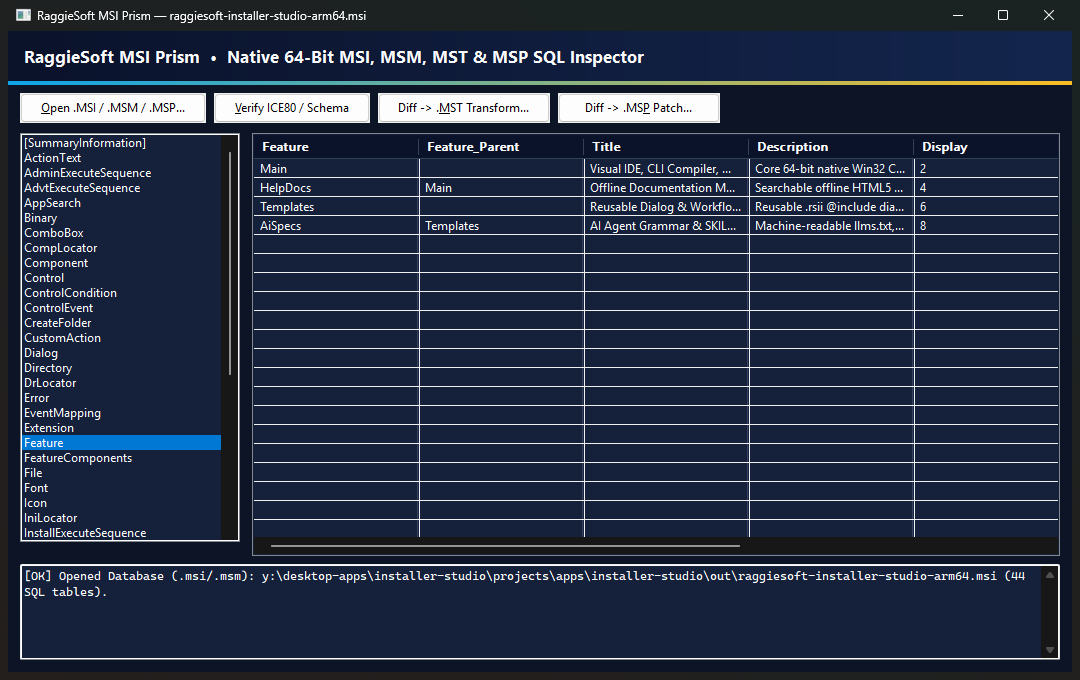 RaggieSoft MSI Prism — raggiesoft-installer-studio-arm64.msi
RaggieSoft MSI Prism • Native 64-Bit MSI, MSM, MST & MSP SQL Inspector
Open .MSI / .MSM / .MSP...
Verify ICE80 / Schema
Diff -> .MST Transform...
Diff -> .MSP Patch...
[SummaryInformation]
ActionText
AdminExecuteSequence
AdvtExecuteSequence
AppSearch
Binary
ComboBox
CompLocator
Component
Control
ControlCondition
ControlEvent
CreateFolder
CustomAction
Dialog
Directory
DrLocator
Error
EventMapping
Extension
Feature
FeatureComponents
File
Font
Icon
IniLocator
InstallExecuteSequence
Feature Feature_Parent Title Description Display
Main Visual IDE, CLI Compiler, ... Core 64-bit native Win32 C... 2
HelpDocs Main Offline Documentation M... Searchable offline HTML5 ... 4
Templates Reusable Dialog & Workflo... Reusable .rsii @include dia... 6
AiSpecs Templates AI Agent Grammar & SKIL... Machine-readable llms.txt,... 8
[OK] Opened Database (.msi/.msm): y:\desktop-apps\installer-studio\projects\apps\installer-studio\out\raggiesoft-installer-studio-arm64.msi (44
SQL tables).